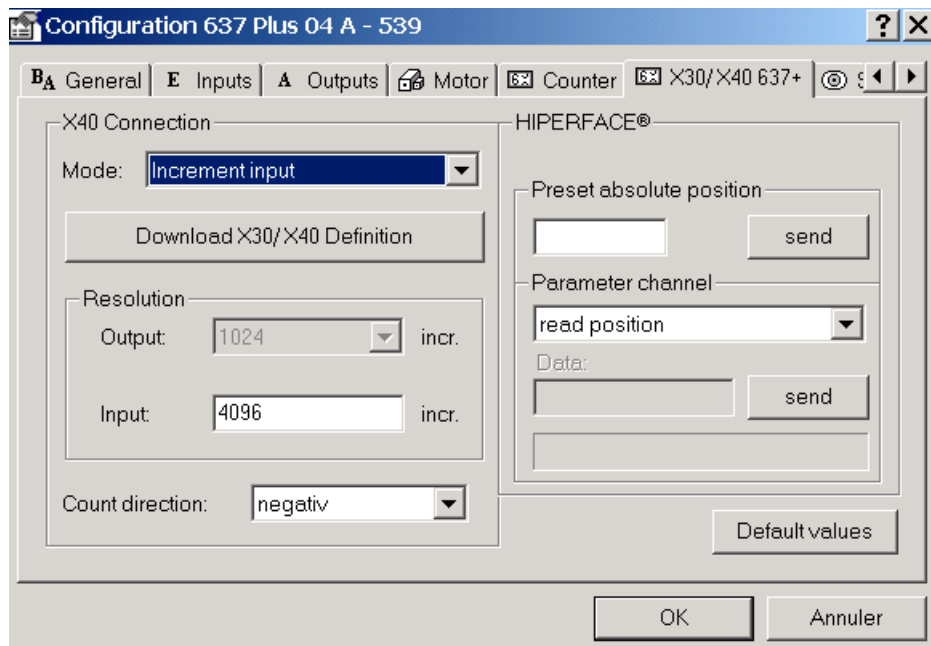 Configuration 637 Plus 04 A - 539
BA General
E Inputs
A Outputs
Motor
Counter
X30/X40 637+
X40 Connection
Mode: Increment input
Download X30/X40 Definition
Resolution
Output: 1024 incr.
Input: 4096 incr.
Count direction: negativ
HIPERFACE®
Preset absolute position
send
Parameter channel
read position
Data:
send
Default values
OK
Annuler